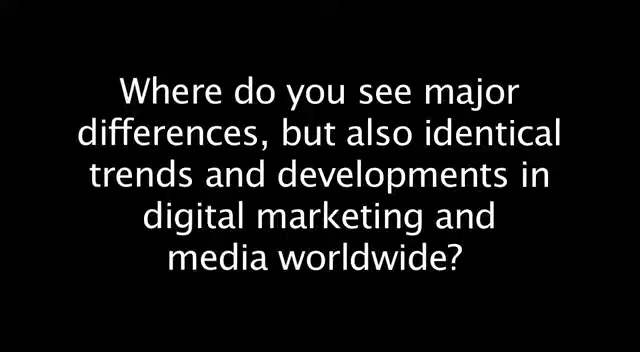 Where do you see major
differences, but also identical
trends and developments in
digital marketing and
media worldwide?